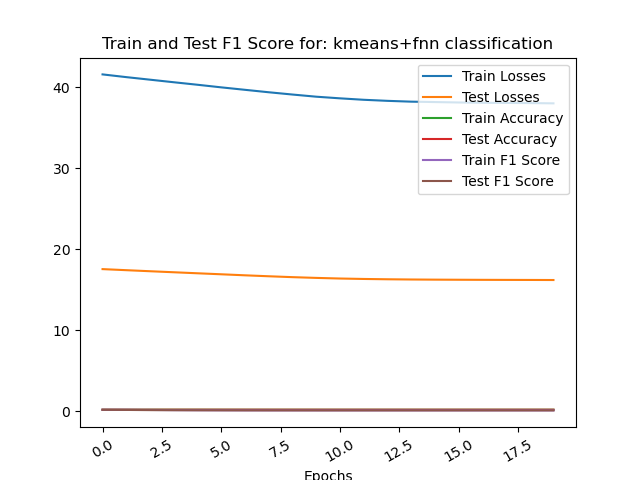 Train and Test F1 Score for: kmeans+fnn classification
40
30
20
10
0
Train Losses
Test Losses
Train Accuracy
Test Accuracy
Train F1 Score
Test F1 Score
0.0 2.5 5.0 7.5 10.0 12.5 15.0 17.5
Epochs